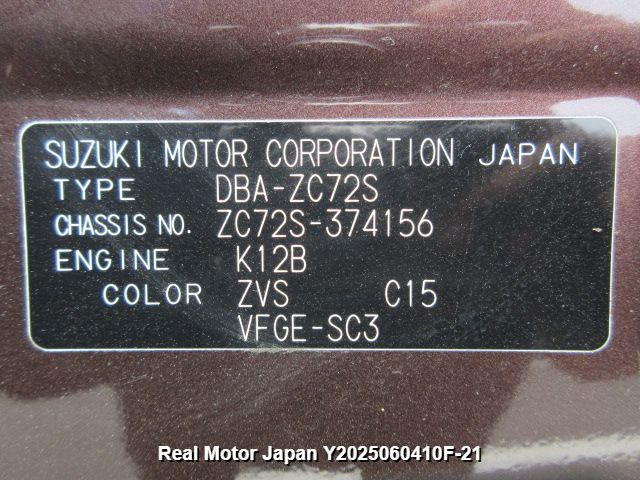 SUZUKI MOTOR CORPORATION JAPAN
TYPE DBA-ZC72S
CHASSIS NO. ZC72S-374156
ENGINE K12B
COLOR ZVS C15
VFGE-SC3
Real Motor Japan Y2025060410F-21